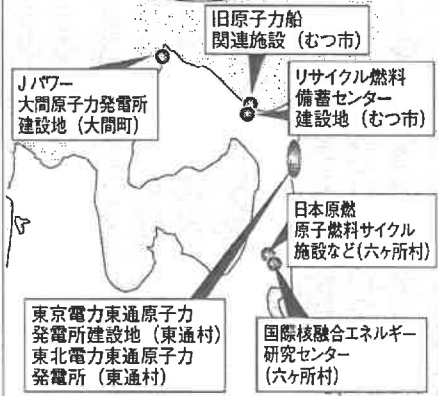 旧原子力船
関連施設（むつ市）
Jパワー
大間原子力発電所
建設地（大間町）
リサイクル燃料
備蓄センター
建設地（むつ市）
日本原燃
原子燃料サイクル
施設など(六ヶ所村)
東京電力東通原子力
発電所建設地（東通村）
東北電力東通原子力
発電所（東通村）
国際核融合エネルギー
研究センター
(六ヶ所村)